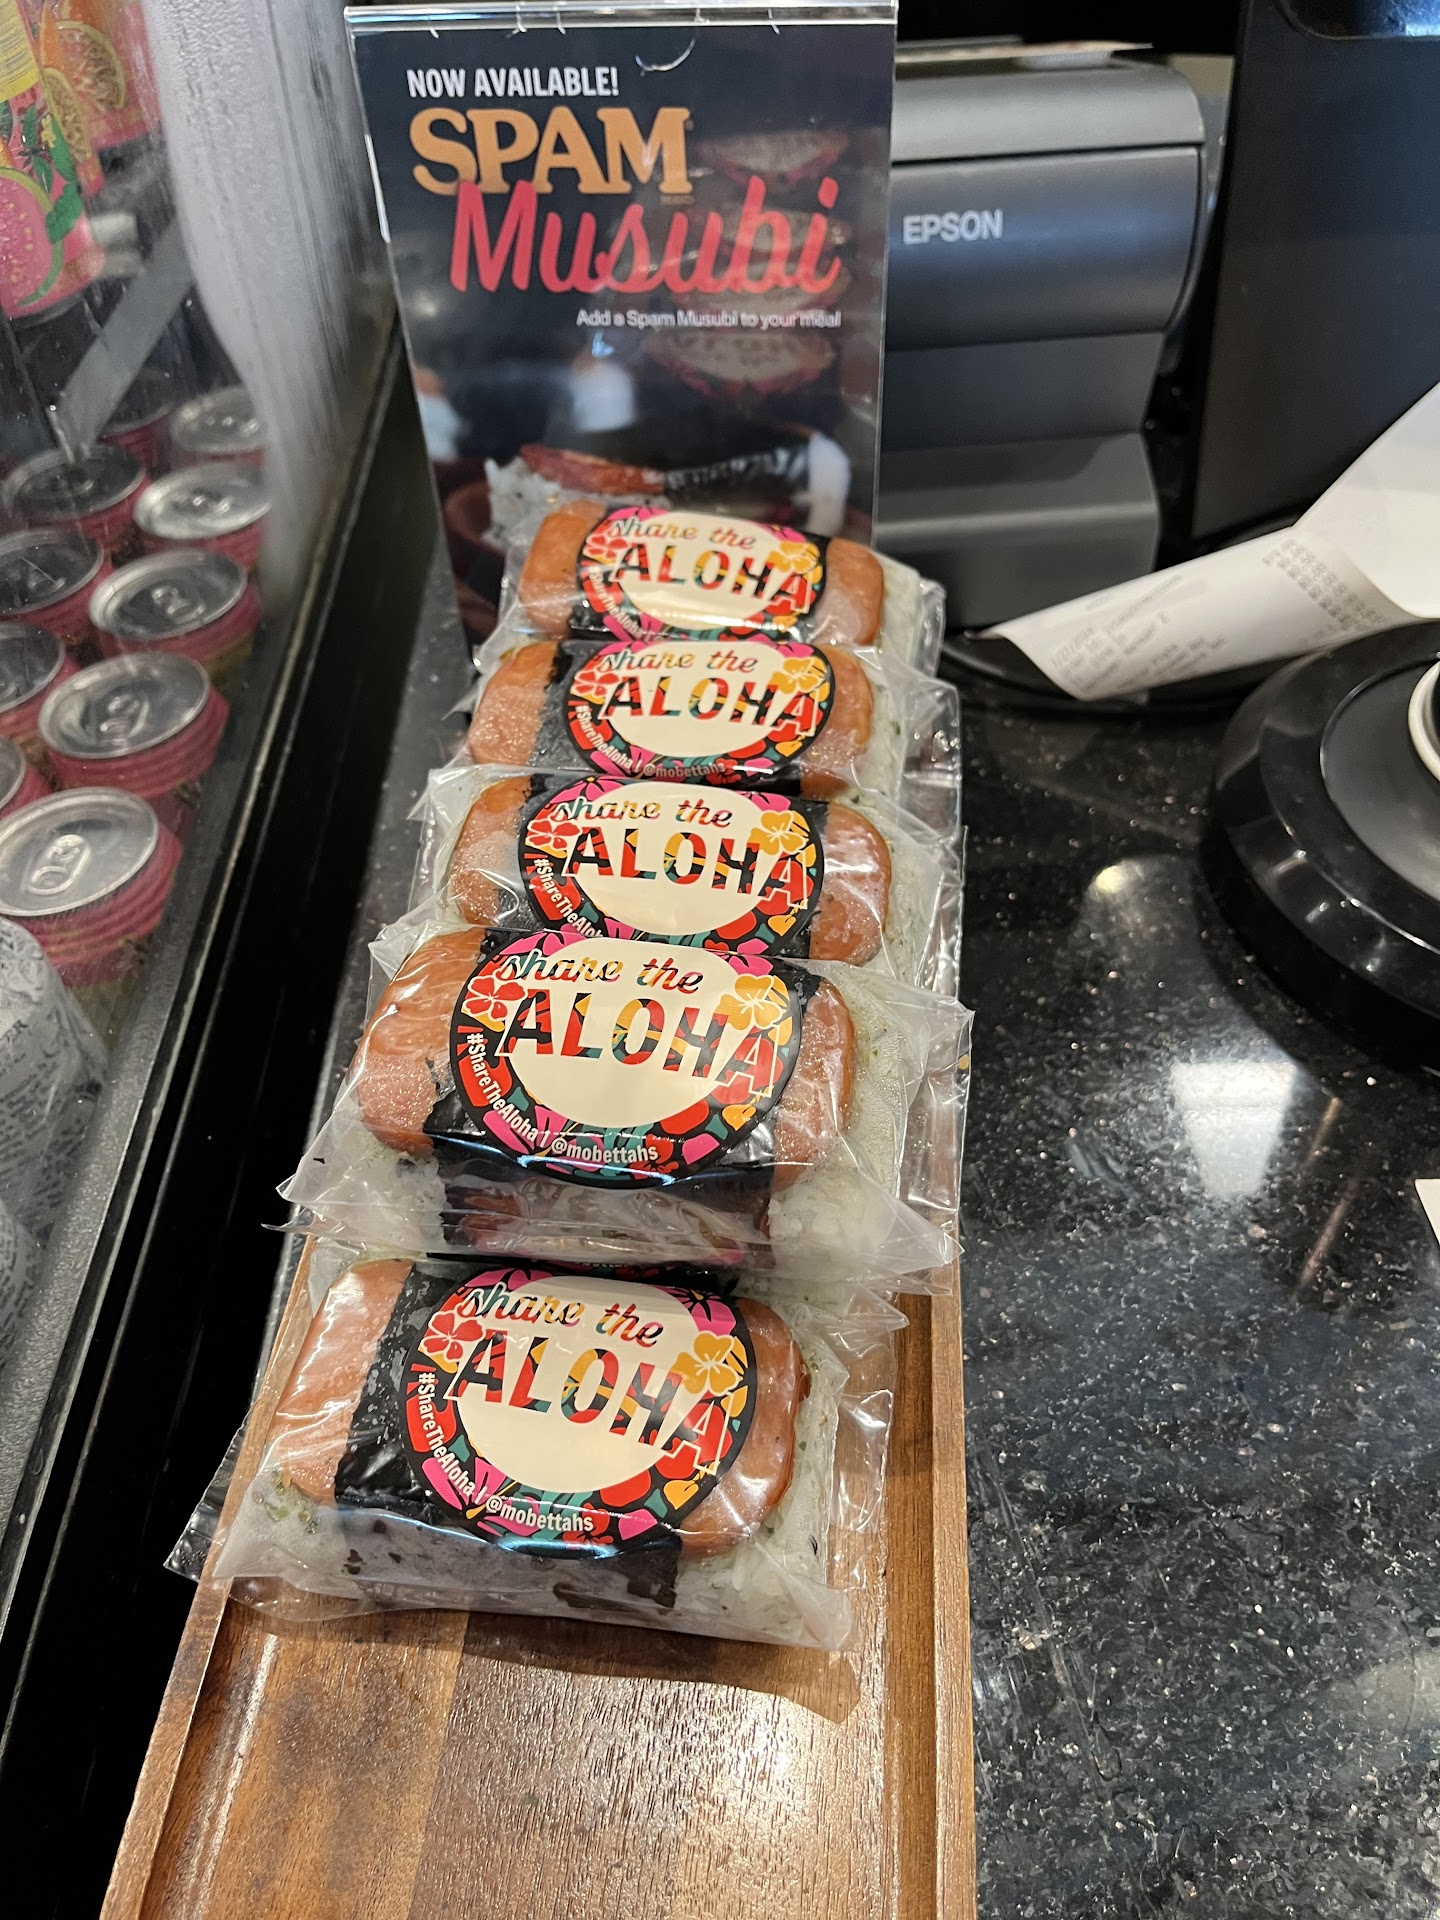 NOW AVAILABLE!
SPAM
Musubi
Add a Spam Musubi to your meal
EPSON
share the
ALOHA
share the
ALOHA
#ShareTheAloha | @mobettahs
share the
ALOHA
share the
ALOHA
#ShareTheAloha | @mobettahs
share the
ALOHA
#ShareTheAloha | @mobettahs